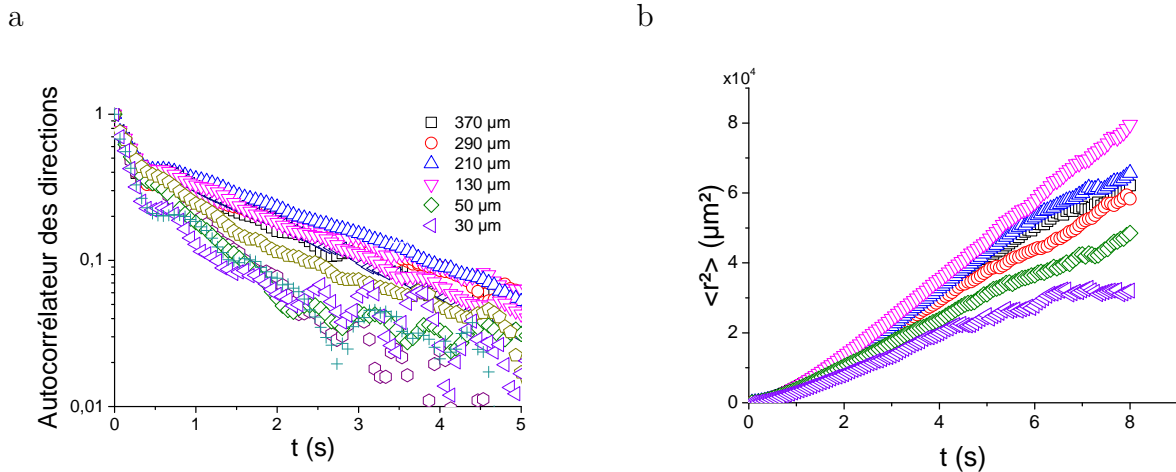 a
Autocorrélateur des directions
1
0,1
0,01
0 1 2 3 4 5
t (s)
370 µm
290 µm
210 µm
130 µm
50 µm
30 µm
b
x10⁴
<r²> (µm²)
8
6
4
2
0
0 2 4 6 8
t (s)